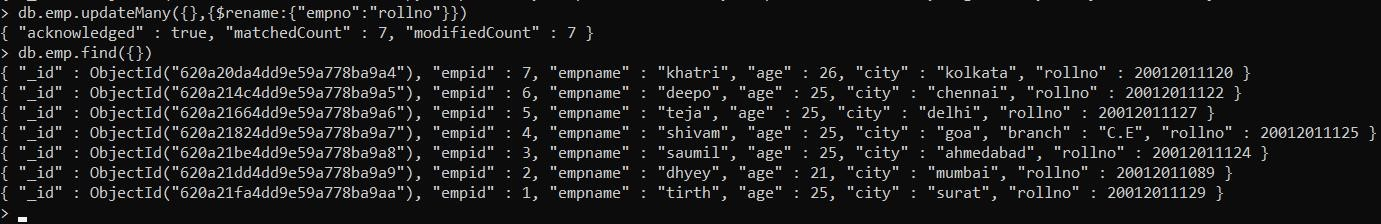 > db.emp.updateMany({},{$rename:{"empno":"rollno"}})
{ "acknowledged" : true, "matchedCount" : 7, "modifiedCount" : 7 }
> db.emp.find({})
{ "_id" : ObjectId("620a20da4dd9e59a778ba9a4"), "empid" : 7, "empname" : "khatri", "age" : 26, "city" : "kolkata", "rollno" : 20012011120 }
{ "_id" : ObjectId("620a214c4dd9e59a778ba9a5"), "empid" : 6, "empname" : "deepo", "age" : 25, "city" : "chennai", "rollno" : 20012011122 }
{ "_id" : ObjectId("620a21664dd9e59a778ba9a6"), "empid" : 5, "empname" : "teja", "age" : 25, "city" : "delhi", "rollno" : 20012011127 }
{ "_id" : ObjectId("620a21824dd9e59a778ba9a7"), "empid" : 4, "empname" : "shivam", "age" : 25, "city" : "goa", "branch" : "C.E", "rollno" : 20012011125 }
{ "_id" : ObjectId("620a21be4dd9e59a778ba9a8"), "empid" : 3, "empname" : "saumil", "age" : 25, "city" : "ahmedabad", "rollno" : 20012011124 }
{ "_id" : ObjectId("620a21dd4dd9e59a778ba9a9"), "empid" : 2, "empname" : "dhyey", "age" : 21, "city" : "mumbai", "rollno" : 20012011089 }
{ "_id" : ObjectId("620a21fa4dd9e59a778ba9aa"), "empid" : 1, "empname" : "tirth", "age" : 25, "city" : "surat", "rollno" : 20012011129 }
>